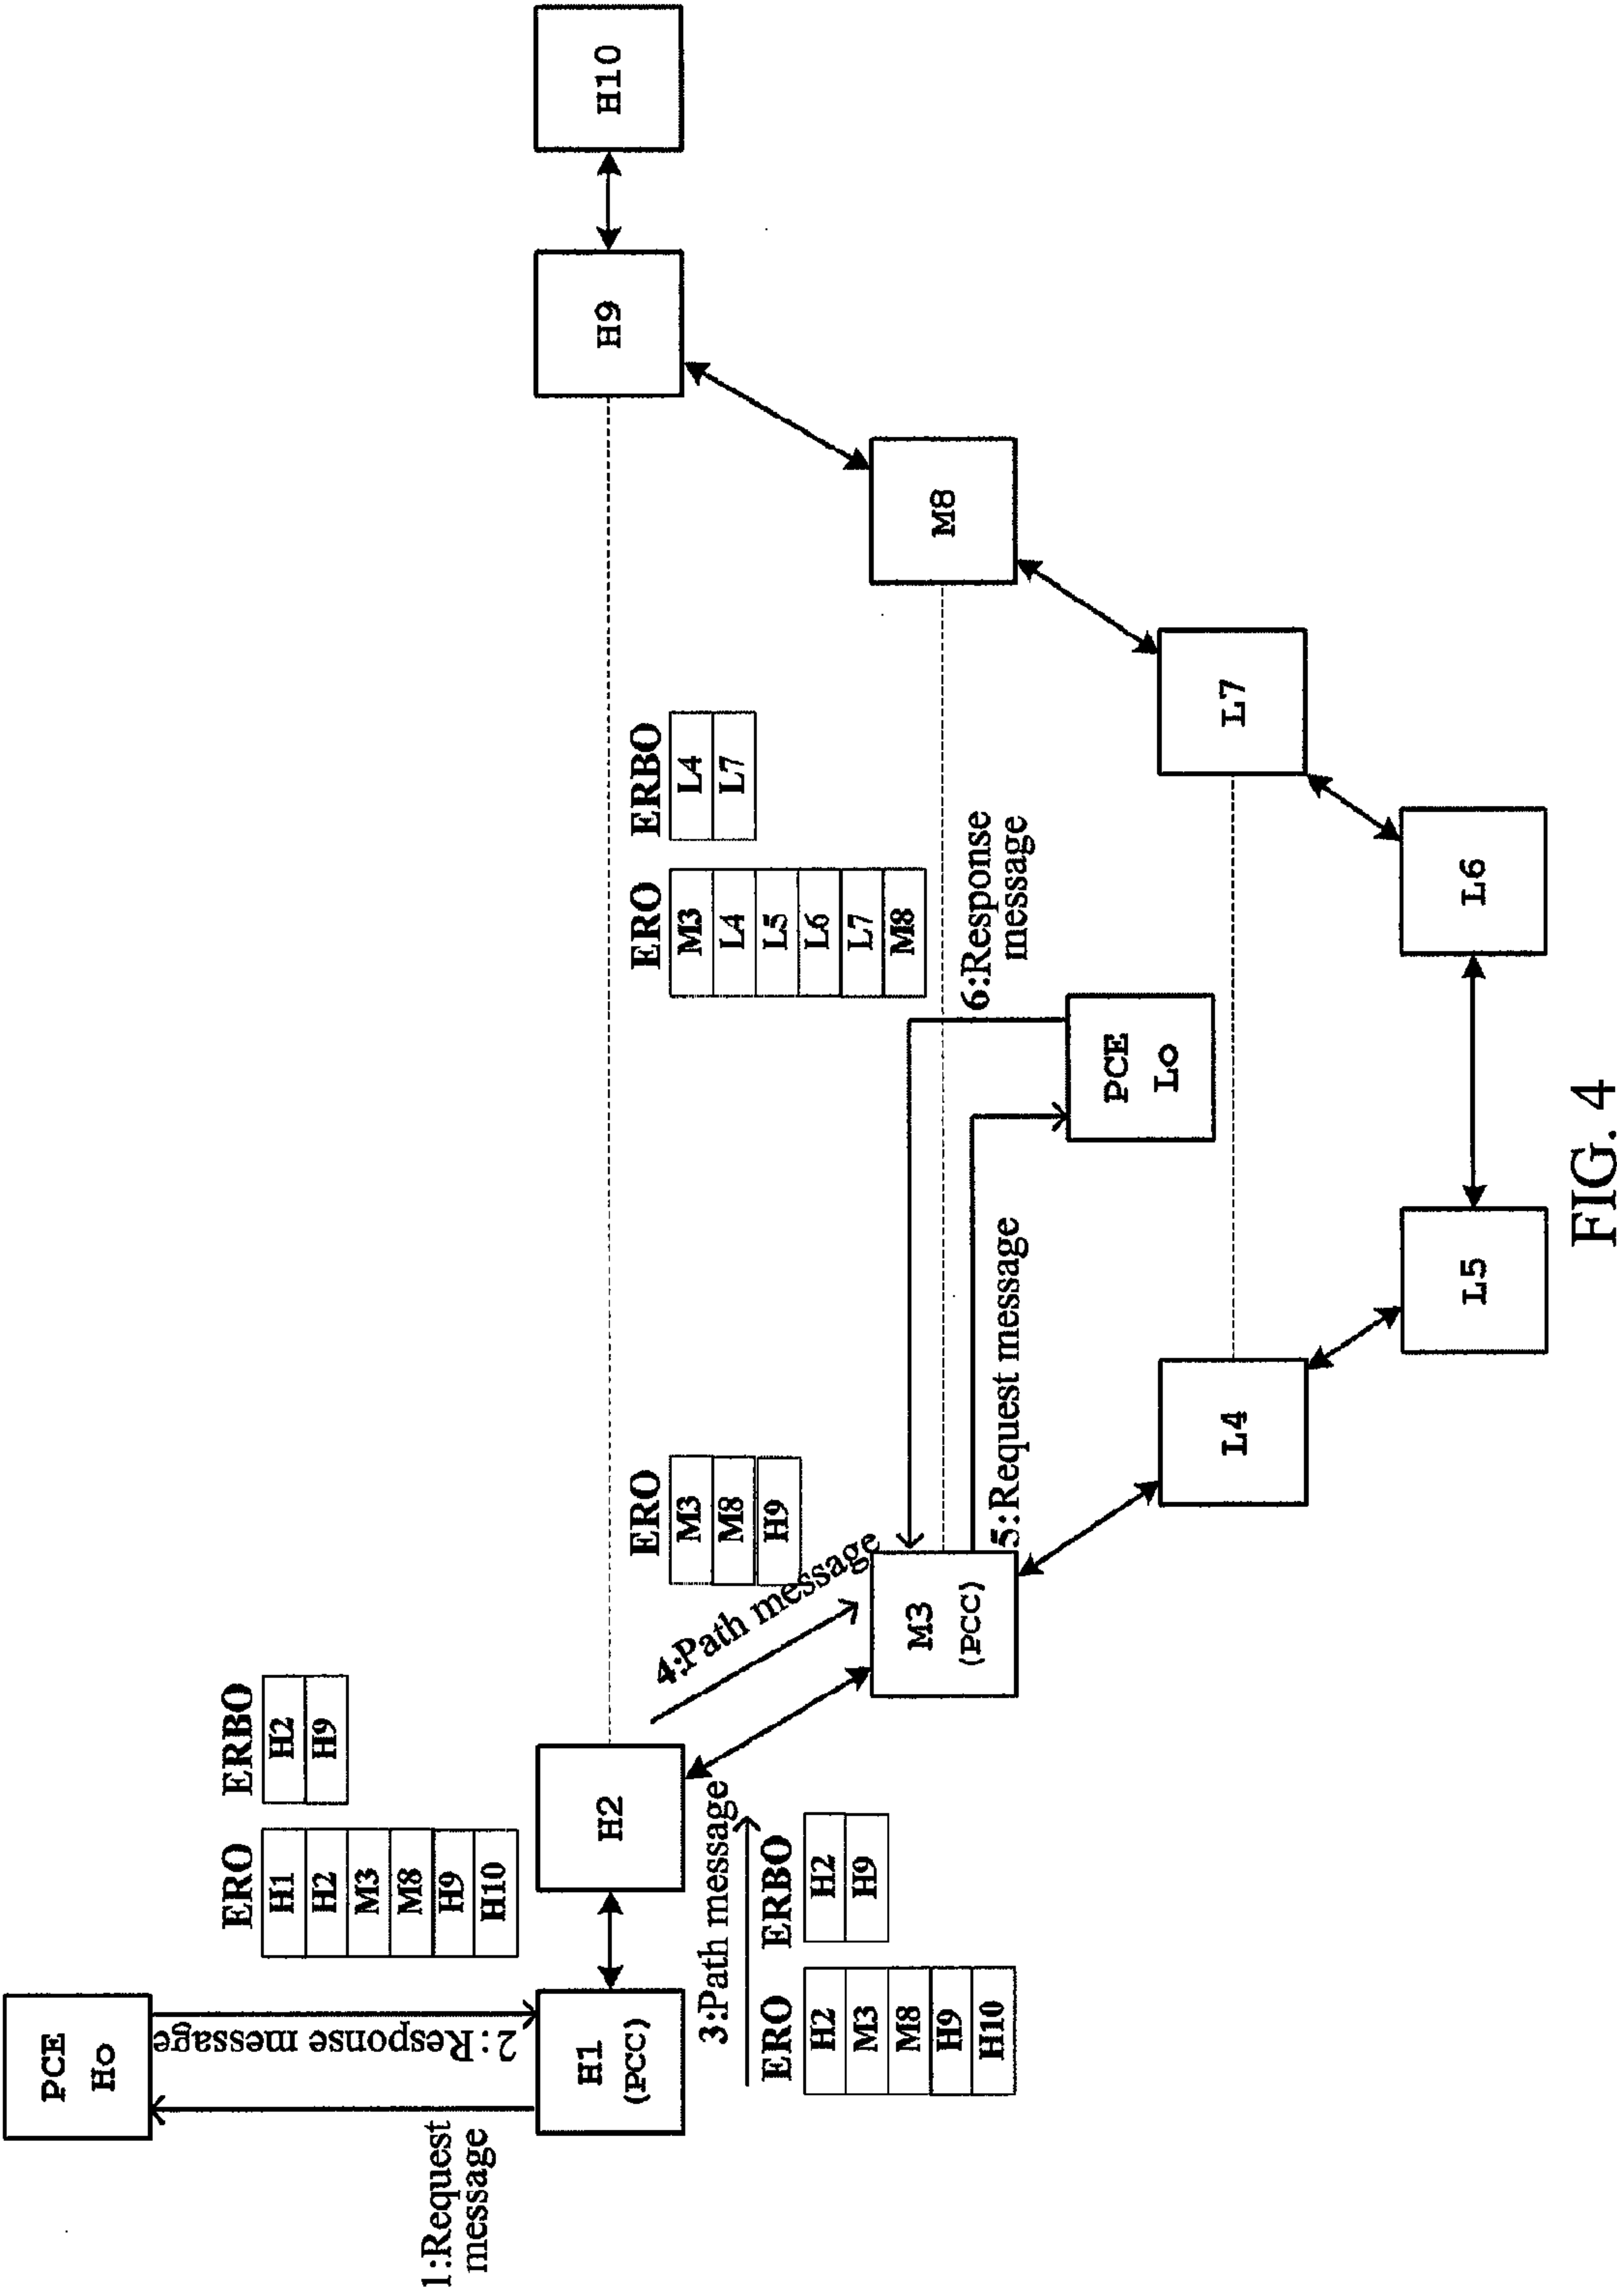 PCE
Ho
1:Request
message
2:Response message
ERO
H1
H2
M3
M8
H9
H10
ERBO
H2
H9
H1
(PCC)
H2
H9
H10
3:Path message
ERO
H2
M3
M8
H9
H10
ERBO
H2
H9
4:Path message
ERO
M3
M8
H9
ERO
M3
L4
L5
L6
L7
M8
ERBO
L4
L7
M3
(PCC)
M8
5:Request message
6:Response
message
PCE
Lo
L4
L7
L5
L6
FIG. 4